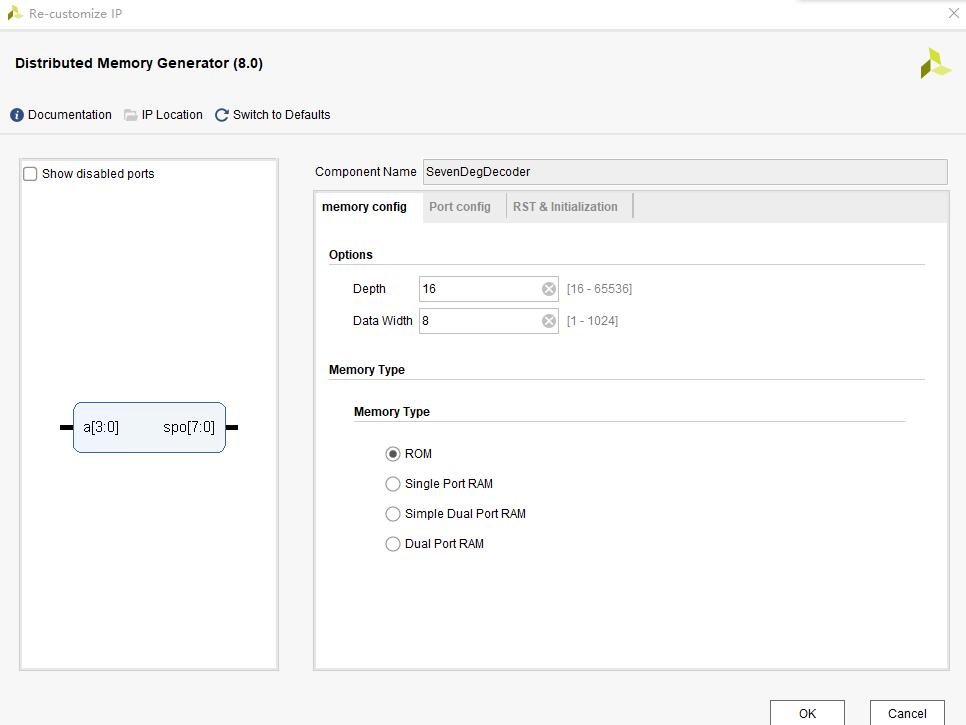 Re-customize IP
Distributed Memory Generator (8.0)
Documentation IP Location Switch to Defaults
Show disabled ports
a[3:0] spo[7:0]
Component Name SevenDegDecoder
memory config Port config RST & Initialization
Options
Depth 16 [16 - 65536]
Data Width 8 [1 - 1024]
Memory Type
Memory Type
ROM
Single Port RAM
Simple Dual Port RAM
Dual Port RAM
OK Cancel